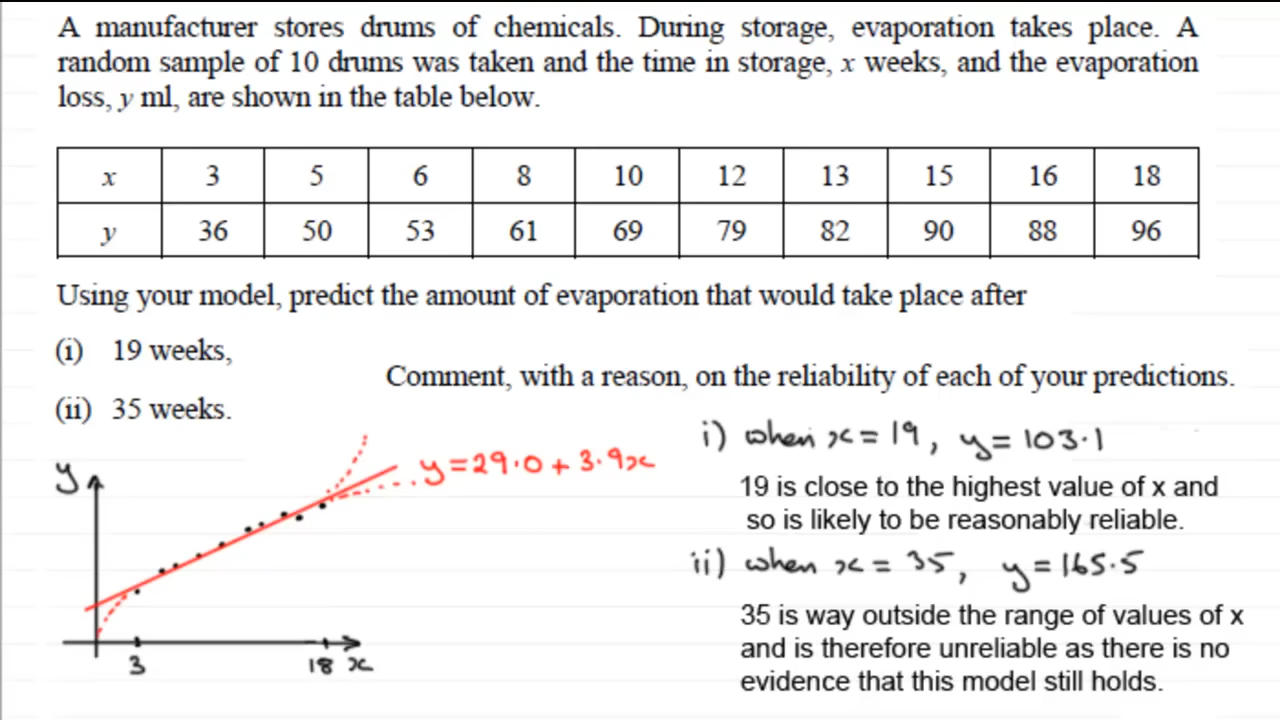 A manufacturer stores drums of chemicals. During storage, evaporation takes place. A
random sample of 10 drums was taken and the time in storage, x weeks, and the evaporation
loss, y ml, are shown in the table below.
x 3 5 6 8 10 12 13 15 16 18
y 36 50 53 61 69 79 82 90 88 96
Using your model, predict the amount of evaporation that would take place after
(i) 19 weeks,
Comment, with a reason, on the reliability of each of your predictions.
(ii) 35 weeks.
y
y = 29.0 + 3.9x
3
18 x
i) when x = 19, y = 103.1
19 is close to the highest value of x and
so is likely to be reasonably reliable.
ii) when x = 35, y = 165.5
35 is way outside the range of values of x
and is therefore unreliable as there is no
evidence that this model still holds.